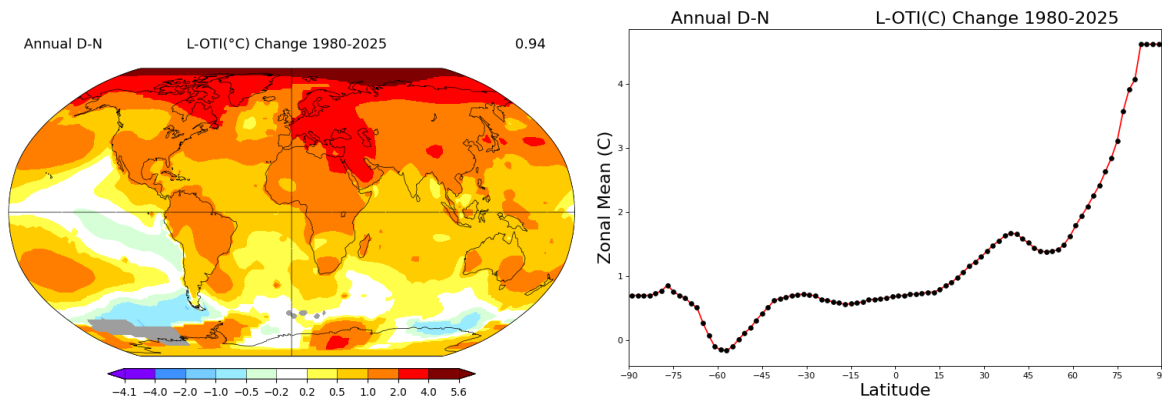 Annual D-N L-OTI(°C) Change 1980-2025 0.94
−4.1 −4.0 −2.0 −1.0 −0.5 −0.2 0.2 0.5 1.0 2.0 4.0 5.6
Annual D-N L-OTI(C) Change 1980-2025
Zonal Mean (C)
4
3
2
1
0
−90 −75 −60 −45 −30 −15 0 15 30 45 60 75 90
Latitude